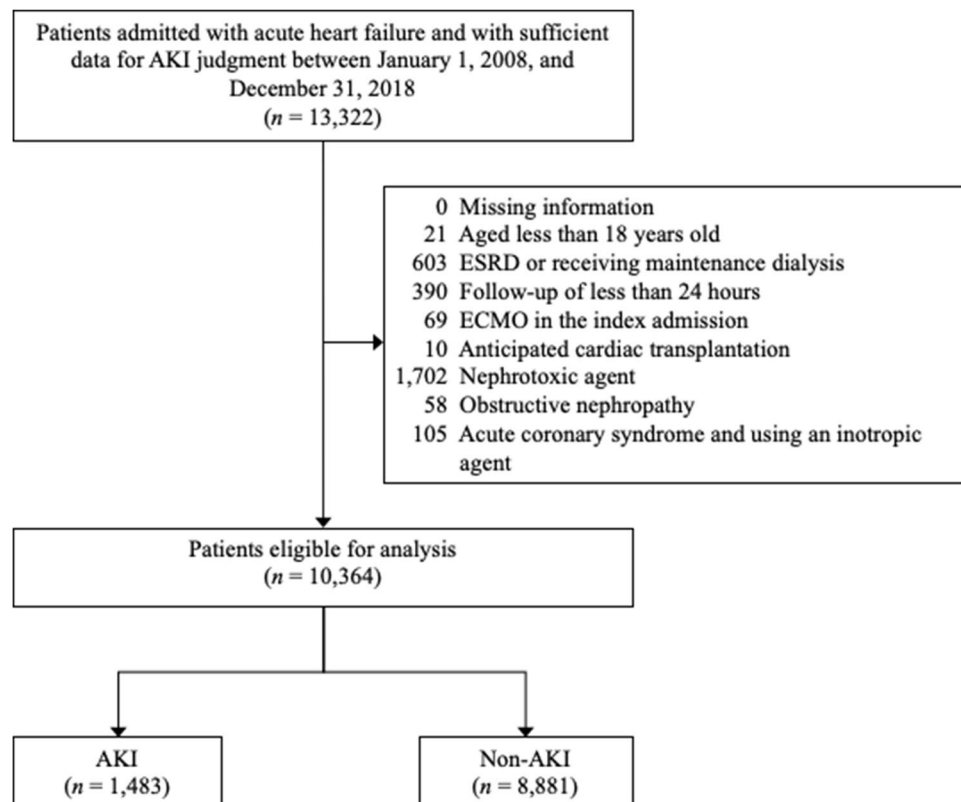 Patients admitted with acute heart failure and with sufficient
data for AKI judgment between January 1, 2008, and
December 31, 2018
(n = 13,322)
0 Missing information
21 Aged less than 18 years old
603 ESRD or receiving maintenance dialysis
390 Follow-up of less than 24 hours
69 ECMO in the index admission
10 Anticipated cardiac transplantation
1,702 Nephrotoxic agent
58 Obstructive nephropathy
105 Acute coronary syndrome and using an inotropic
agent
Patients eligible for analysis
(n = 10,364)
AKI
(n = 1,483)
Non-AKI
(n = 8,881)